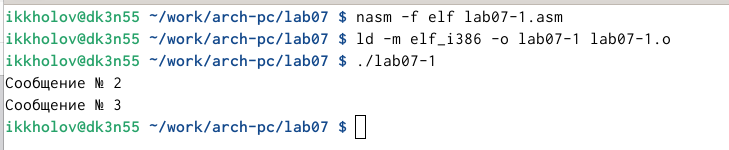 ikkholov@dk3n55 ~/work/arch-pc/lab07 $ nasm -f elf lab07-1.asm
ikkholov@dk3n55 ~/work/arch-pc/lab07 $ ld -m elf_i386 -o lab07-1 lab07-1.o
ikkholov@dk3n55 ~/work/arch-pc/lab07 $ ./lab07-1
Сообщение № 2
Сообщение № 3
ikkholov@dk3n55 ~/work/arch-pc/lab07 $